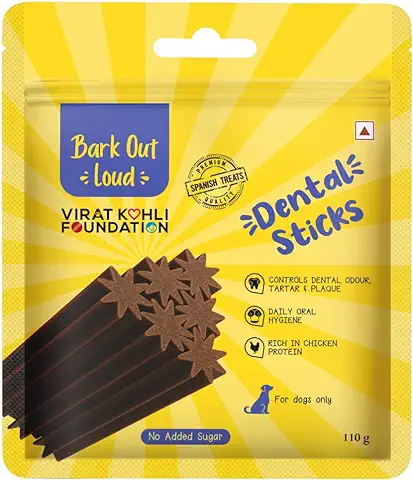 Bark Out
Loud
VIRAT KOHLI
FOUNDATION
PREMIUM
SPANISH TREATS
QUALITY
Dental
Sticks
CONTROLS DENTAL ODOUR,
TARTAR & PLAQUE
DAILY ORAL
HYGIENE
RICH IN CHICKEN
PROTEIN
For dogs only
No Added Sugar
110 g